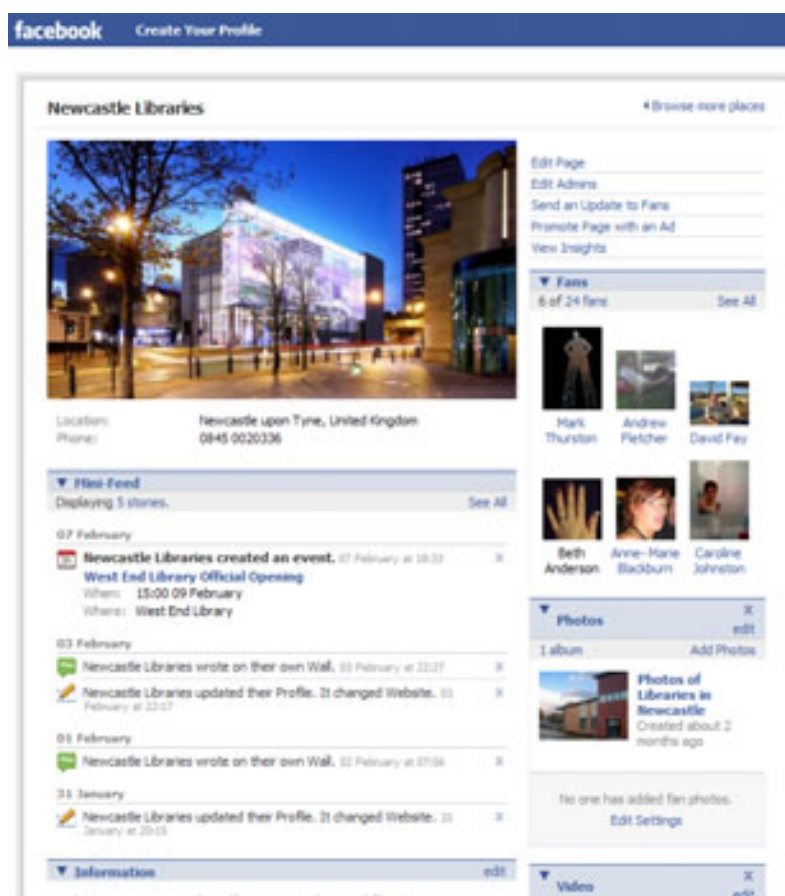 facebook Create Your Profile
Newcastle Libraries
Browse more places
Location: Newcastle upon Tyne, United Kingdom
Phone: 0845 0020336
Mini-Feed
Displaying 5 stories. See All
07 February
Newcastle Libraries created an event. 07 February at 18:33 x
West End Library Official Opening
When: 15:00 09 February
Where: West End Library
03 February
Newcastle Libraries wrote on their own Wall. 03 February at 22:27 x
Newcastle Libraries updated their Profile. It changed Website. 03 x
February at 22:17
01 February
Newcastle Libraries wrote on their own Wall. 02 February at 07:58 x
31 January
Newcastle Libraries updated their Profile. It changed Website. 31 x
January at 20:15
Information edit
Edit Page
Edit Admins
Send an Update to Fans
Promote Page with an Ad
View Insights
Fans
6 of 24 fans See All
Mark Andrew
Thurston Fletcher David Fay
Beth Anne-Marie Caroline
Anderson Blackburn Johnston
Photos x
edit
1 album Add Photos
Photos of
Libraries in
Newcastle
Created about 2
months ago
No one has added fan photos.
Edit Settings
Video x
edit